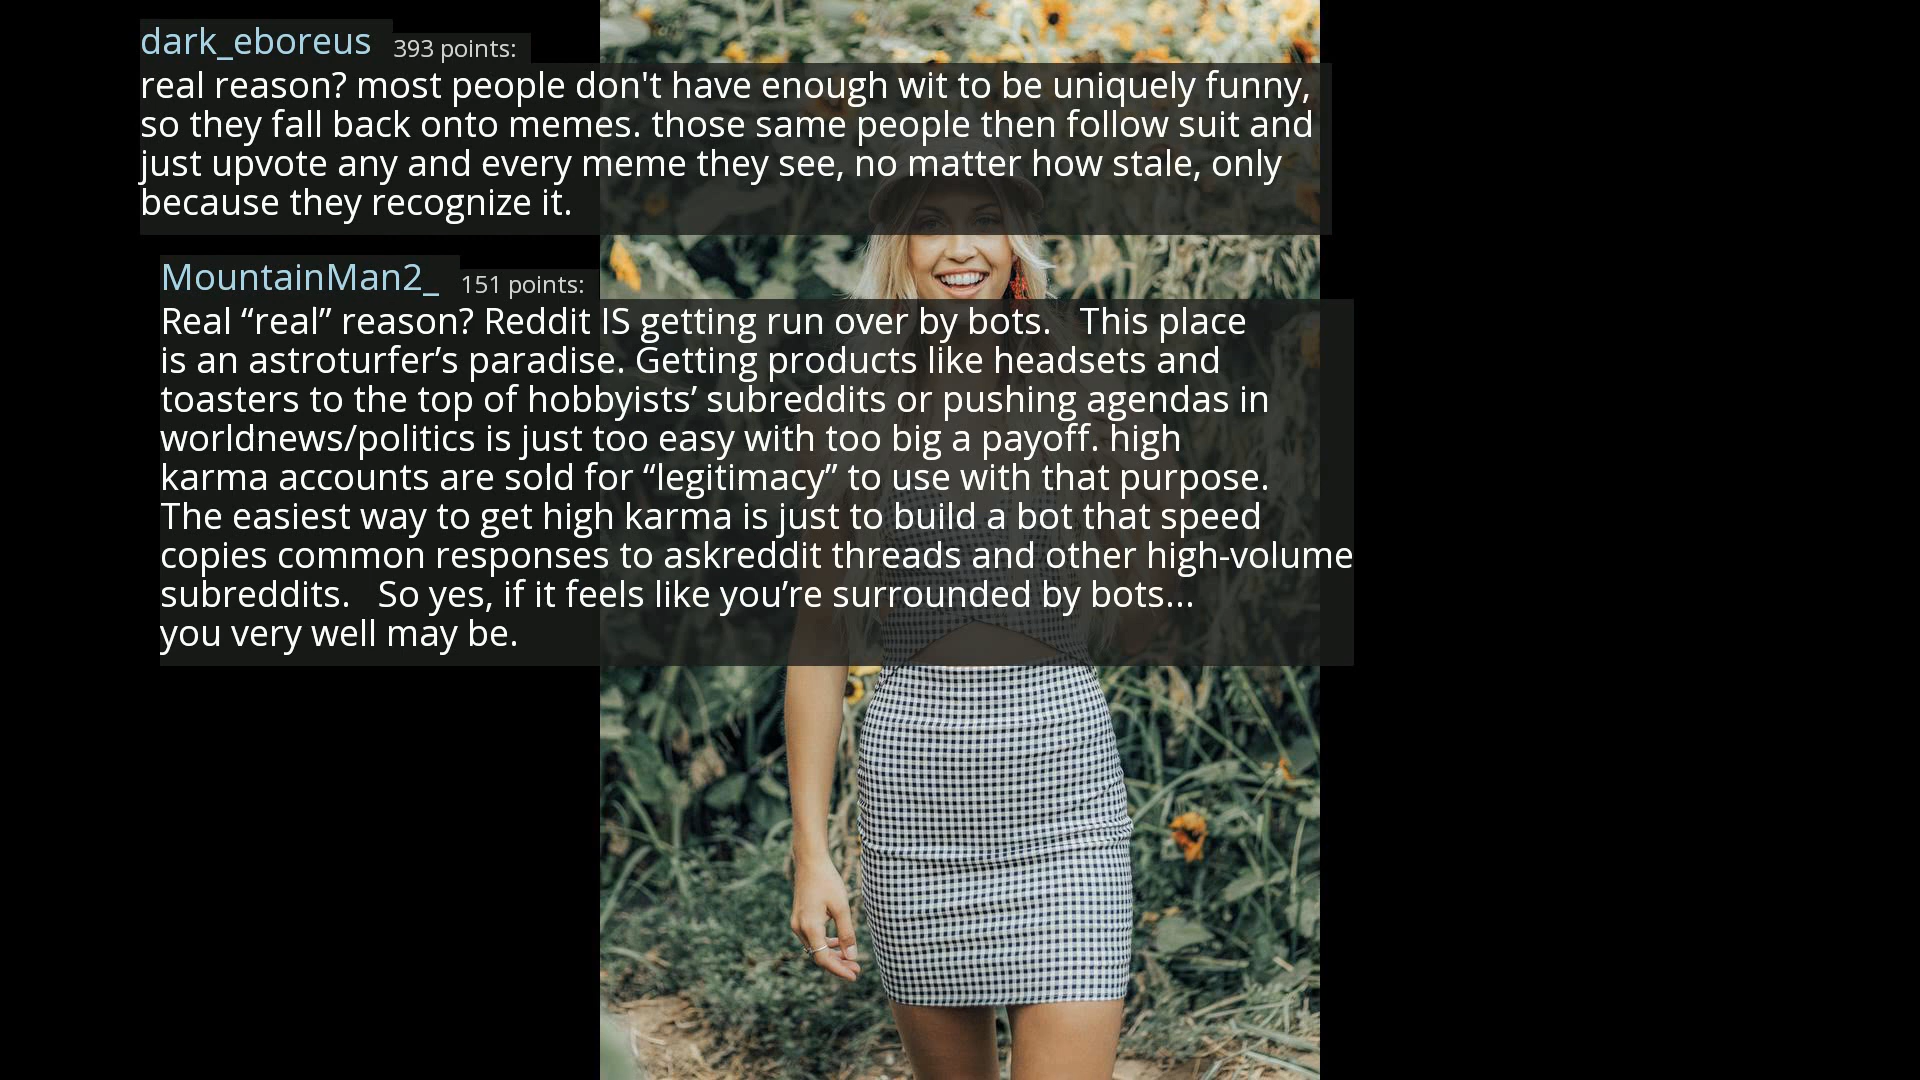 dark_eboreus 393 points:
real reason? most people don't have enough wit to be uniquely funny,
so they fall back onto memes. those same people then follow suit and
just upvote any and every meme they see, no matter how stale, only
because they recognize it.
MountainMan2_ 151 points:
Real “real” reason? Reddit IS getting run over by bots.   This place
is an astroturfer’s paradise. Getting products like headsets and
toasters to the top of hobbyists’ subreddits or pushing agendas in
worldnews/politics is just too easy with too big a payoff. high
karma accounts are sold for “legitimacy” to use with that purpose.
The easiest way to get high karma is just to build a bot that speed
copies common responses to askreddit threads and other high-volume
subreddits.   So yes, if it feels like you’re surrounded by bots...
you very well may be.